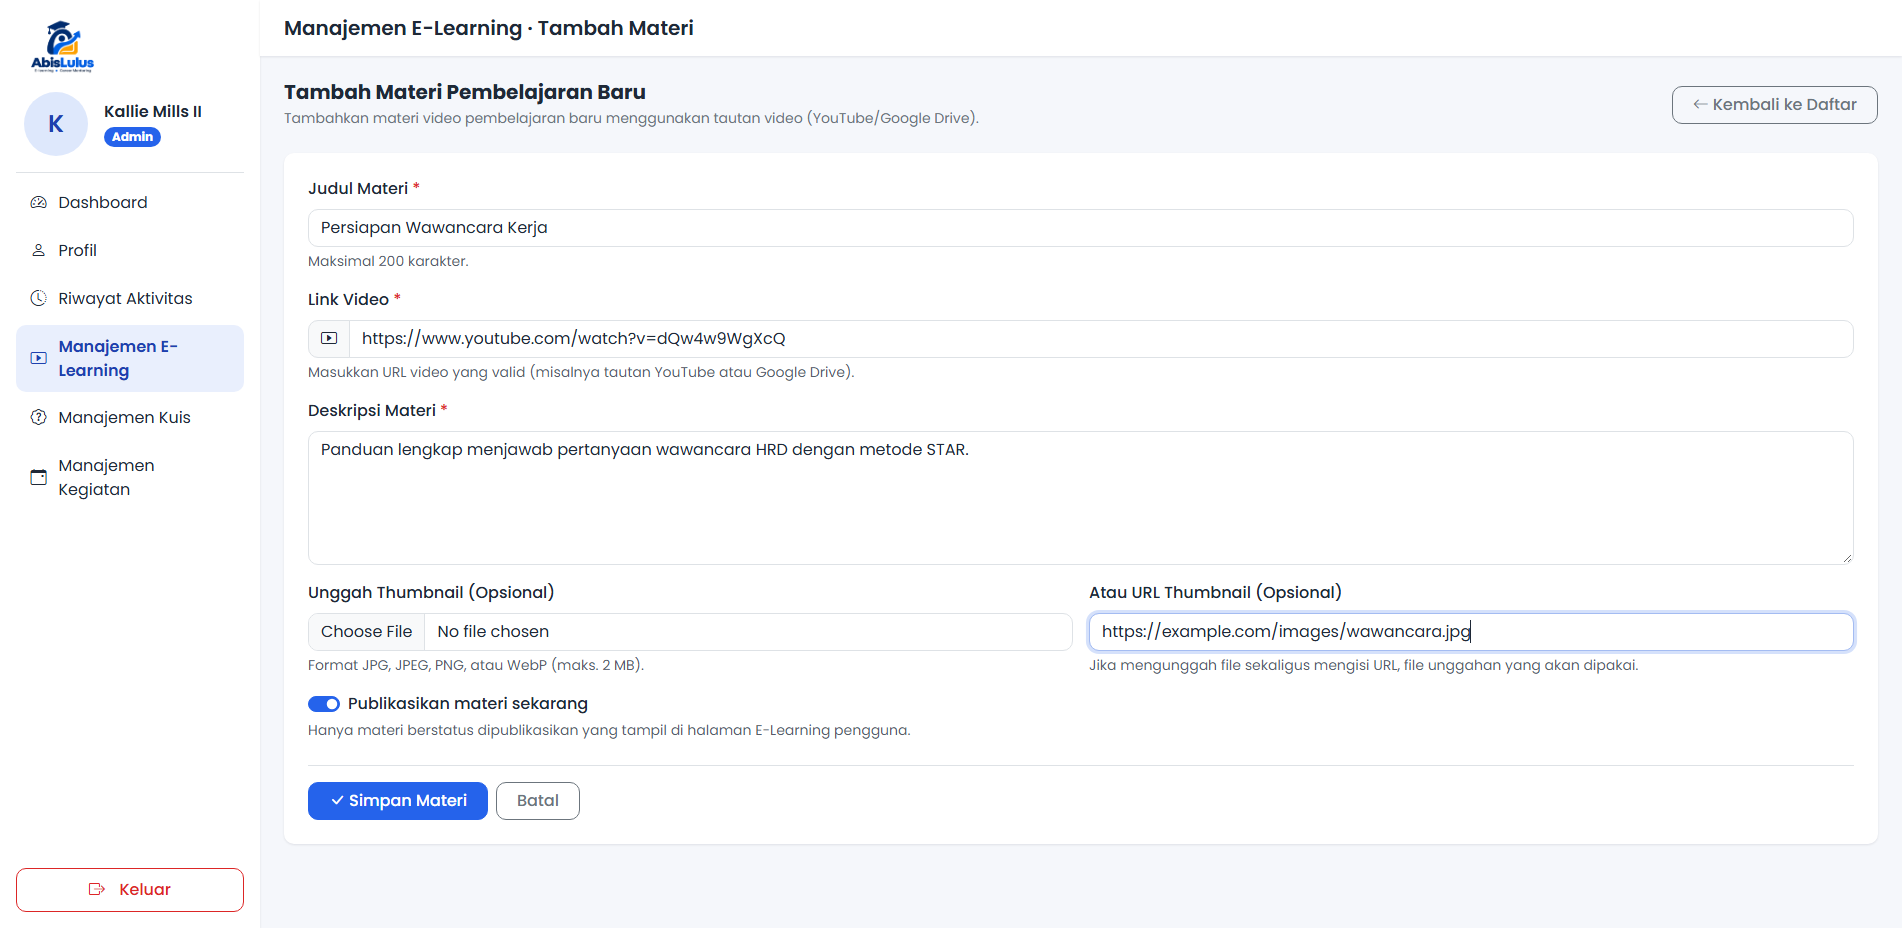 AbisLulus
K
Kallie Mills II
Admin
Dashboard
Profil
Riwayat Aktivitas
Manajemen E-
Learning
Manajemen Kuis
Manajemen
Kegiatan
Keluar
Manajemen E-Learning · Tambah Materi
Tambah Materi Pembelajaran Baru
Tambahkan materi video pembelajaran baru menggunakan tautan video (YouTube/Google Drive).
← Kembali ke Daftar
Judul Materi *
Persiapan Wawancara Kerja
Maksimal 200 karakter.
Link Video *
https://www.youtube.com/watch?v=dQw4w9WgXcQ
Masukkan URL video yang valid (misalnya tautan YouTube atau Google Drive).
Deskripsi Materi *
Panduan lengkap menjawab pertanyaan wawancara HRD dengan metode STAR.
Unggah Thumbnail (Opsional)
Choose File No file chosen
Format JPG, JPEG, PNG, atau WebP (maks. 2 MB).
Atau URL Thumbnail (Opsional)
https://example.com/images/wawancara.jpg
Jika mengunggah file sekaligus mengisi URL, file unggahan yang akan dipakai.
Publikasikan materi sekarang
Hanya materi berstatus dipublikasikan yang tampil di halaman E-Learning pengguna.
Simpan Materi
Batal